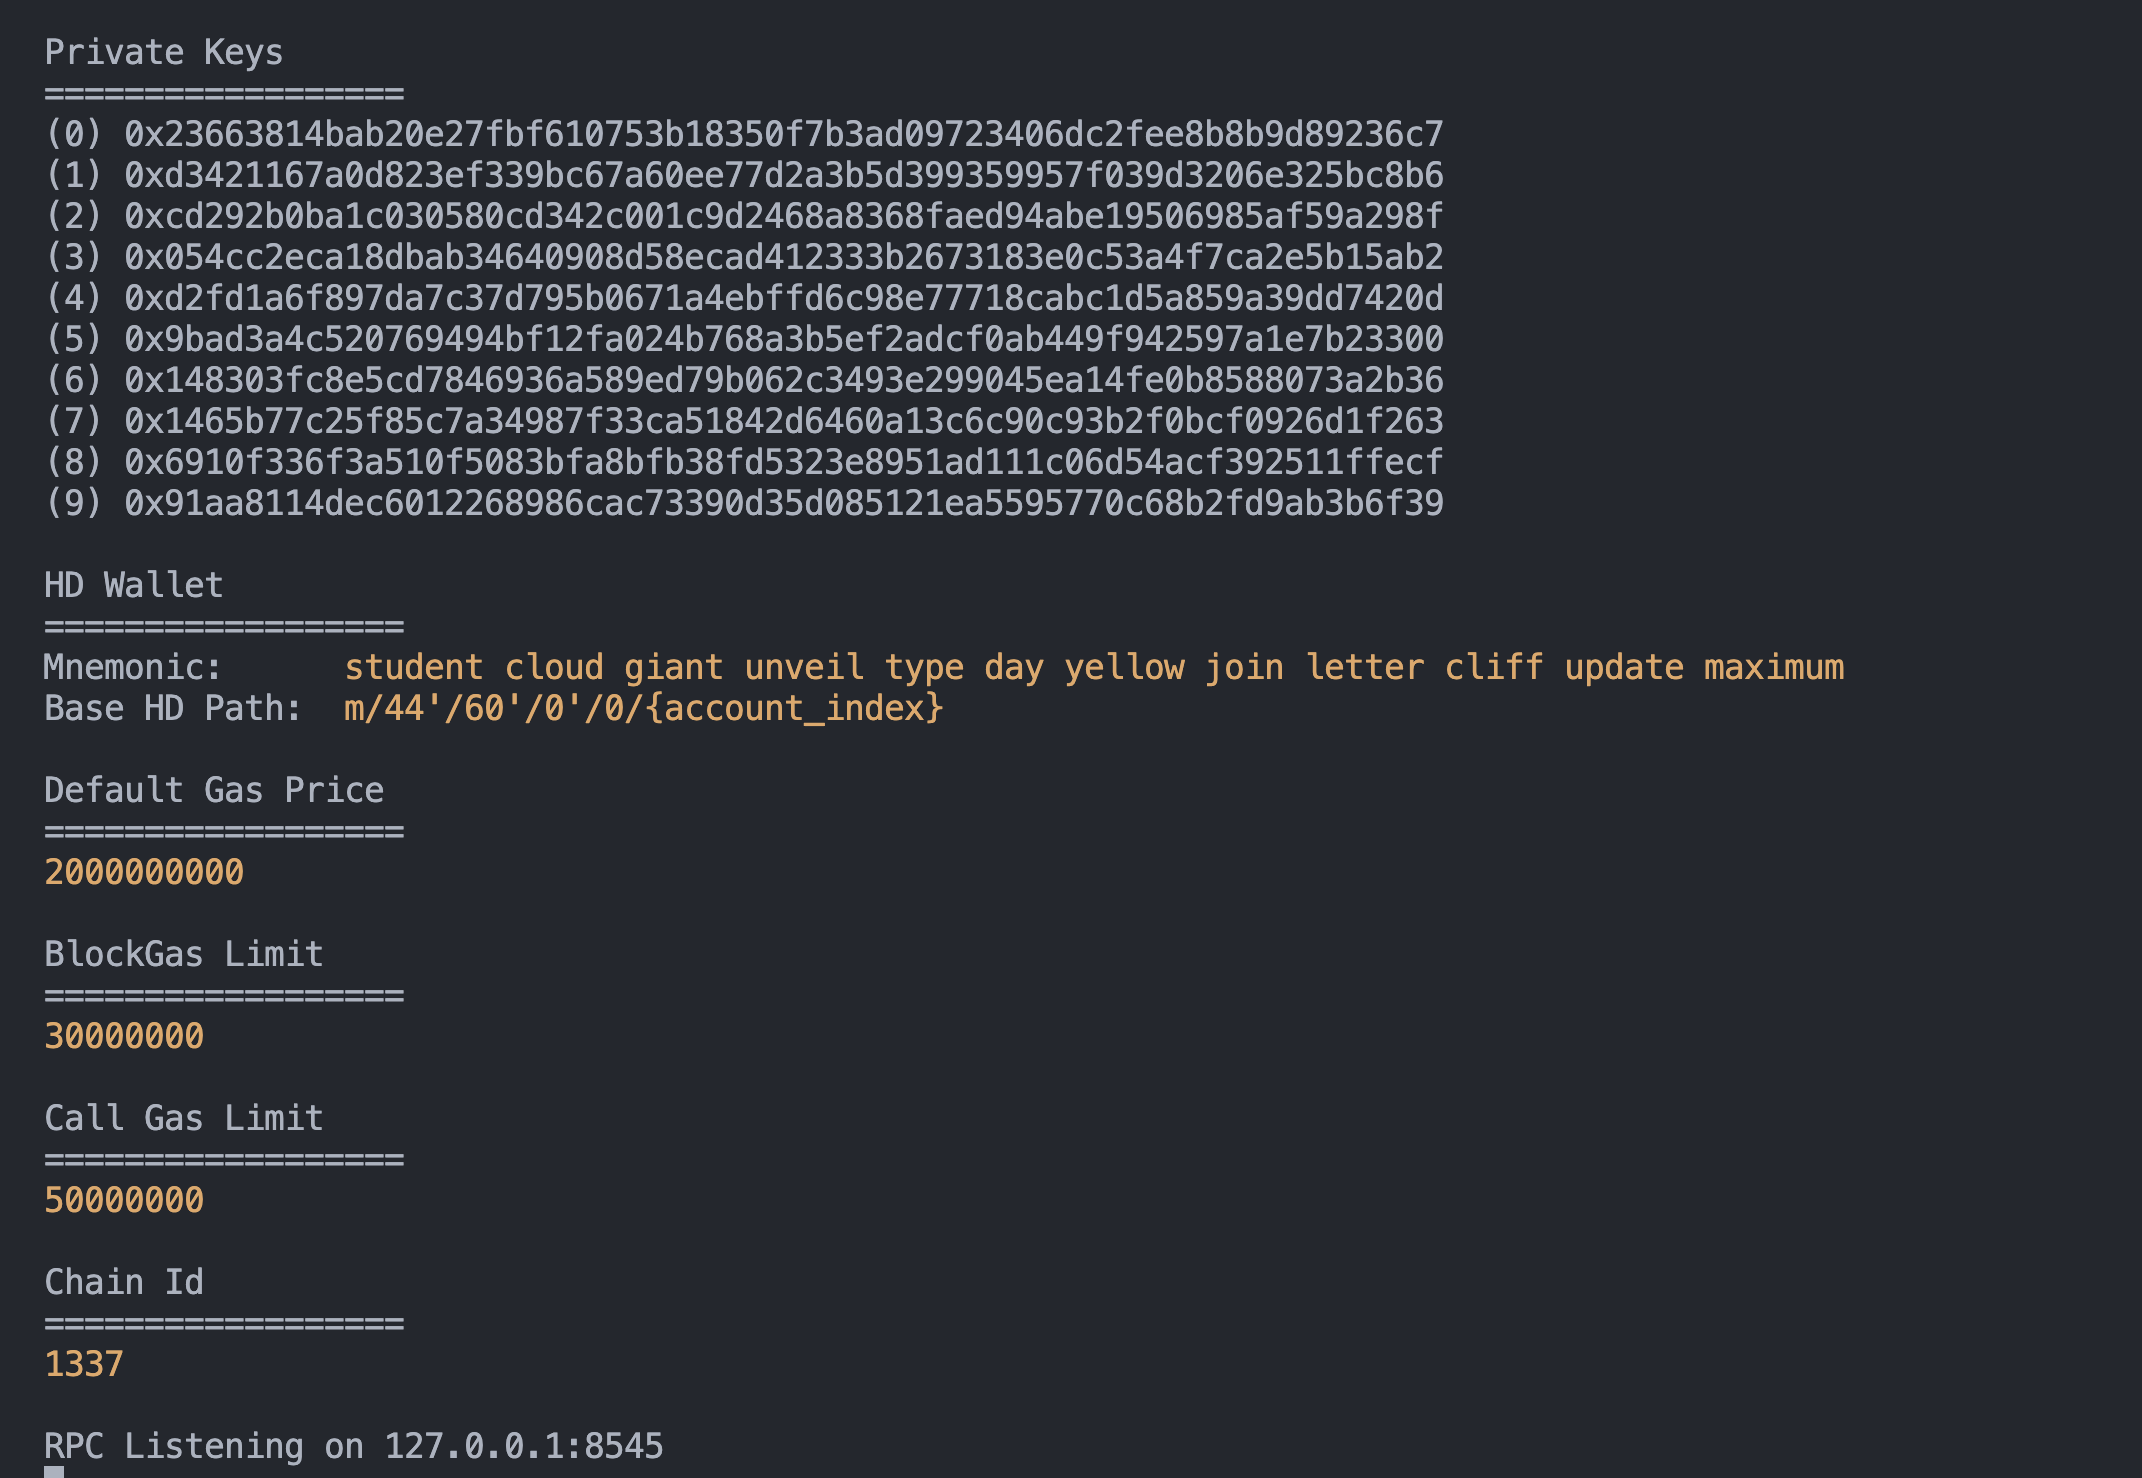 Private Keys
==================
(0) 0x23663814bab20e27fbf610753b18350f7b3ad09723406dc2fee8b8b9d89236c7
(1) 0xd3421167a0d823ef339bc67a60ee77d2a3b5d399359957f039d3206e325bc8b6
(2) 0xcd292b0ba1c030580cd342c001c9d2468a8368faed94abe19506985af59a298f
(3) 0x054cc2eca18dbab34640908d58ecad412333b2673183e0c53a4f7ca2e5b15ab2
(4) 0xd2fd1a6f897da7c37d795b0671a4ebffd6c98e77718cabc1d5a859a39dd7420d
(5) 0x9bad3a4c520769494bf12fa024b768a3b5ef2adcf0ab449f942597a1e7b23300
(6) 0x148303fc8e5cd7846936a589ed79b062c3493e299045ea14fe0b8588073a2b36
(7) 0x1465b77c25f85c7a34987f33ca51842d6460a13c6c90c93b2f0bcf0926d1f263
(8) 0x6910f336f3a510f5083bfa8bfb38fd5323e8951ad111c06d54acf392511ffecf
(9) 0x91aa8114dec6012268986cac73390d35d085121ea5595770c68b2fd9ab3b6f39
HD Wallet
==================
Mnemonic:      student cloud giant unveil type day yellow join letter cliff update maximum
Base HD Path:  m/44'/60'/0'/0/{account_index}
Default Gas Price
==================
2000000000
BlockGas Limit
==================
30000000
Call Gas Limit
==================
50000000
Chain Id
==================
1337
RPC Listening on 127.0.0.1:8545